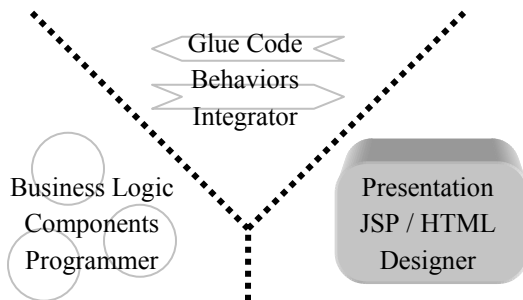 Glue Code
Behaviors
Integrator
Business Logic
Components
Programmer
Presentation
JSP / HTML
Designer